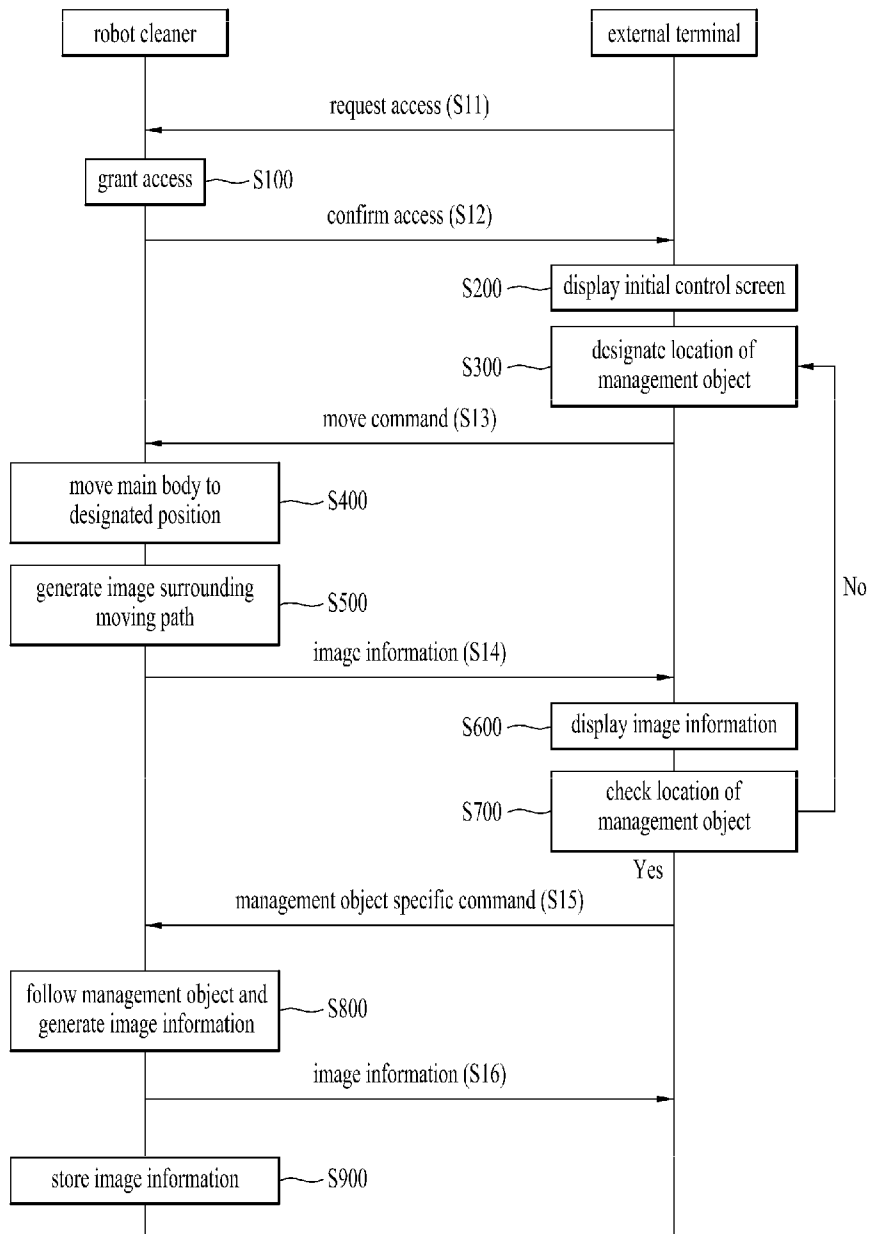 robot cleaner
external terminal
request access (S11)
grant access
S100
confirm access (S12)
S200
display initial control screen
S300
designate location of
management object
move command (S13)
move main body to
designated position
S400
generate image surrounding
moving path
S500
No
image information (S14)
S600
display image information
S700
check location of
management object
Yes
management object specific command (S15)
follow management object and
generate image information
S800
image information (S16)
store image information
S900